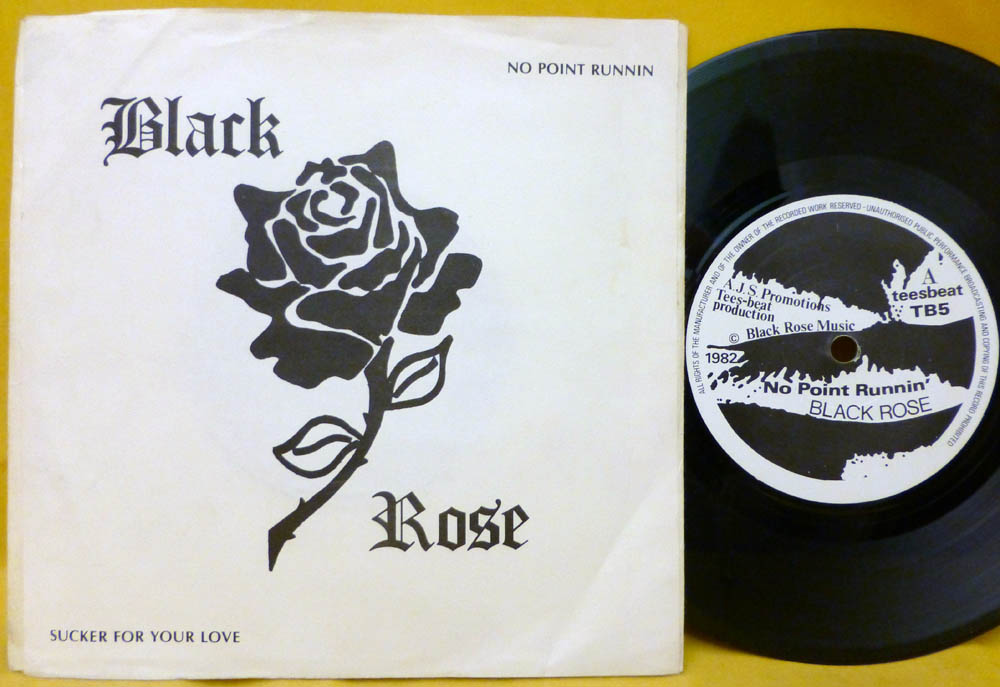 NO POINT RUNNIN
Black
Rose
SUCKER FOR YOUR LOVE
ALL RIGHTS OF THE MANUFACTURER AND OF THE OWNER OF THE RECORDED WORK RESERVED - UNAUTHORISED PUBLIC PERFORMANCE BROADCASTING AND COPYING OF THIS RECORD PROHIBITED
A
teesbeat
TB5
A.J.S. Promotions
Tees-beat
production
© Black Rose Music
1982
No Point Runnin'
BLACK ROSE